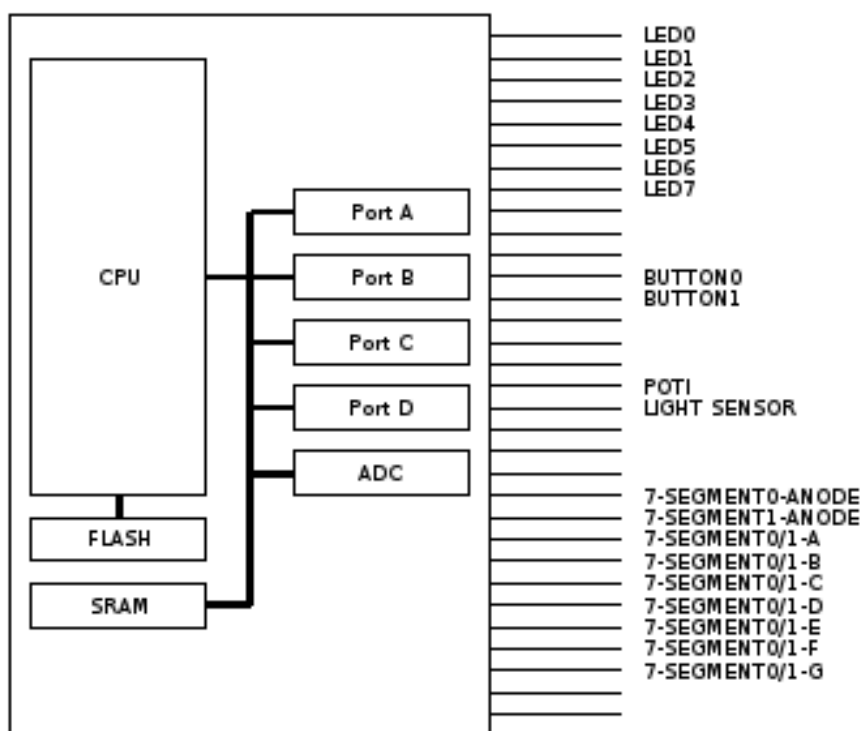 CPU
FLASH
SRAM
Port A
Port B
Port C
Port D
ADC
LED0
LED1
LED2
LED3
LED4
LED5
LED6
LED7
BUTTON0
BUTTON1
POTI
LIGHT SENSOR
7-SEGMENT0-ANODE
7-SEGMENT1-ANODE
7-SEGMENT0/1-A
7-SEGMENT0/1-B
7-SEGMENT0/1-C
7-SEGMENT0/1-D
7-SEGMENT0/1-E
7-SEGMENT0/1-F
7-SEGMENT0/1-G